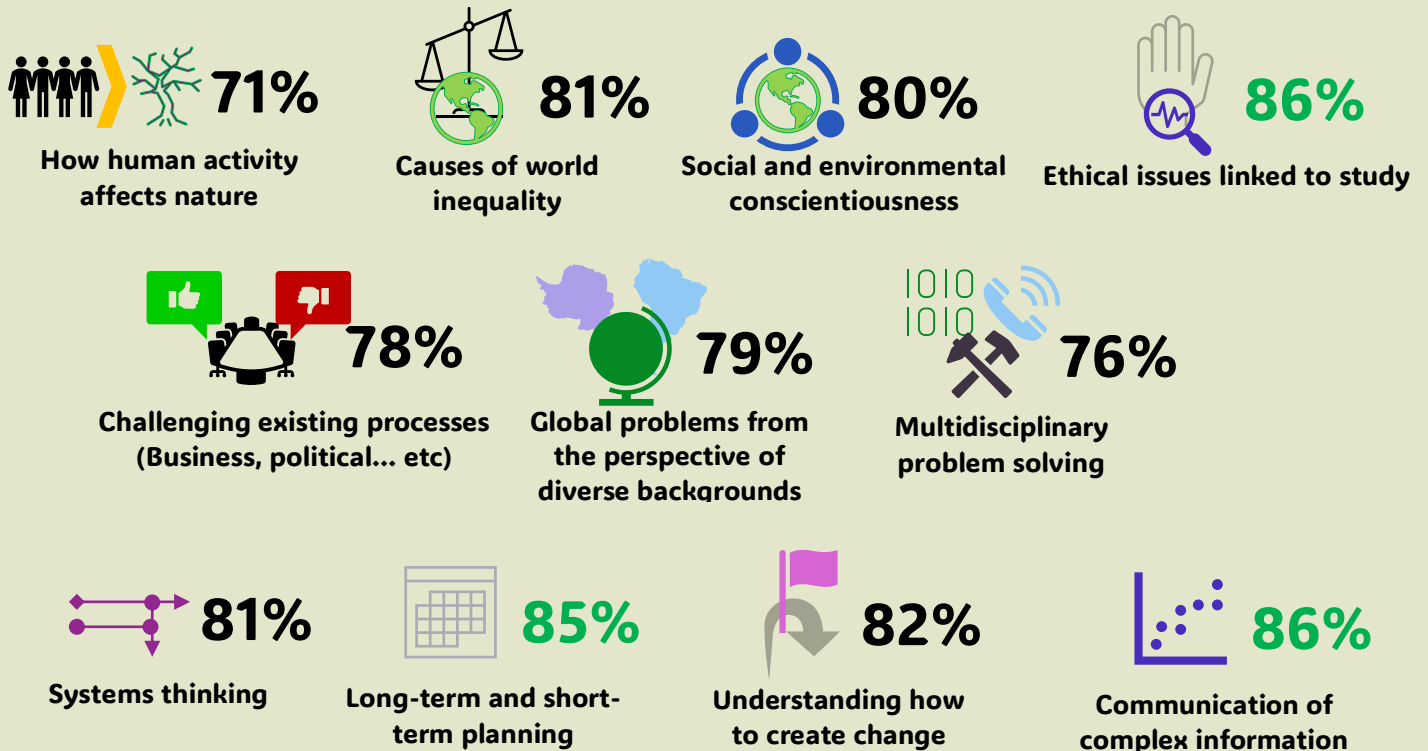 71%
How human activity
affects nature
81%
Causes of world
inequality
80%
Social and environmental
conscientiousness
86%
Ethical issues linked to study
78%
Challenging existing processes
(Business, political... etc)
79%
Global problems from
the perspective of
diverse backgrounds
1010
1010
76%
Multidisciplinary
problem solving
81%
Systems thinking
85%
Long-term and short-
term planning
82%
Understanding how
to create change
86%
Communication of
complex information